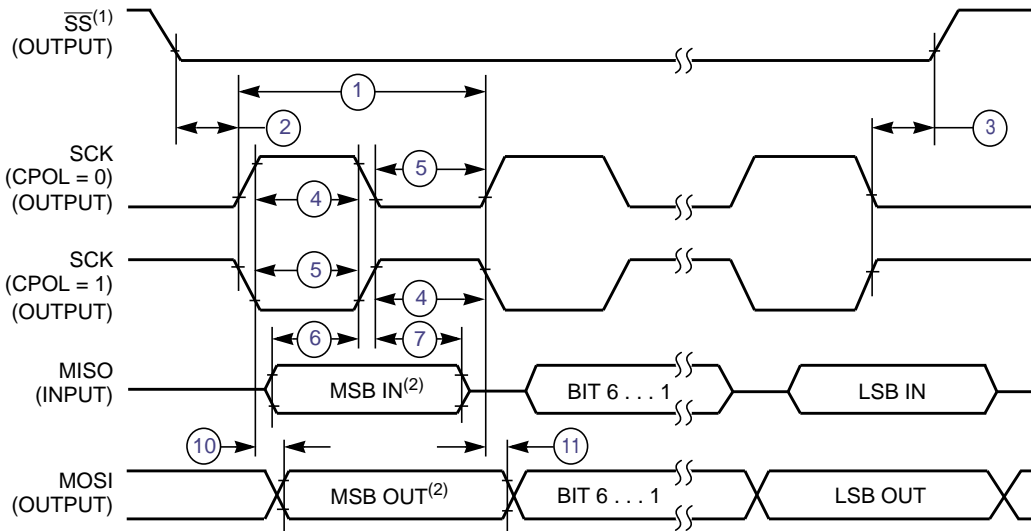 SS(1)
(OUTPUT)
1
2
3
SCK
(CPOL = 0)
(OUTPUT)
5
4
SCK
(CPOL = 1)
(OUTPUT)
5
4
6
7
MISO
(INPUT)
MSB IN(2)
BIT 6 . . . 1
LSB IN
10
11
MOSI
(OUTPUT)
MSB OUT(2)
BIT 6 . . . 1
LSB OUT